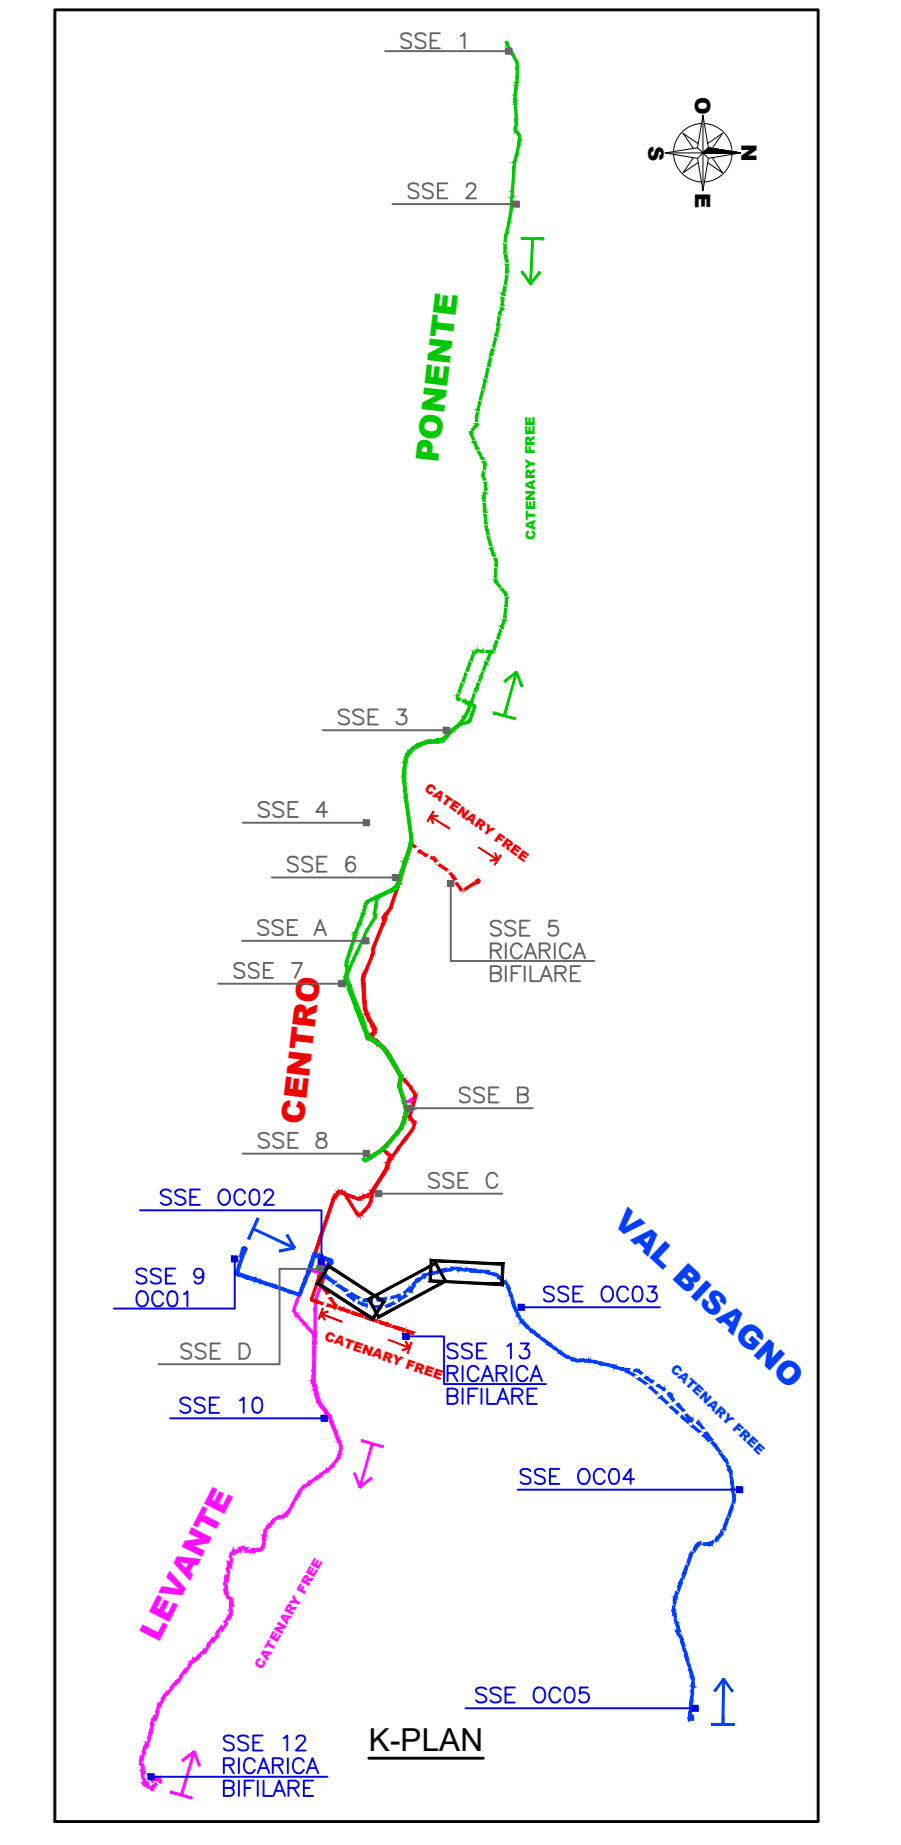 SSE 1
O
S
N
E
SSE 2
PONENTE
CATENARY FREE
SSE 3
CATENARY FREE
SSE 4
SSE 6
SSE A
SSE 5
RICARICA
BIFILARE
SSE 7
CENTRO
SSE B
SSE 8
SSE C
SSE OC02
VAL BISAGNO
SSE 9
OC01
SSE OC03
SSE D
CATENARY FREE
SSE 13
RICARICA
BIFILARE
CATENARY FREE
SSE 10
SSE OC04
LEVANTE
CATENARY FREE
SSE OC05
K-PLAN
SSE 12
RICARICA
BIFILARE